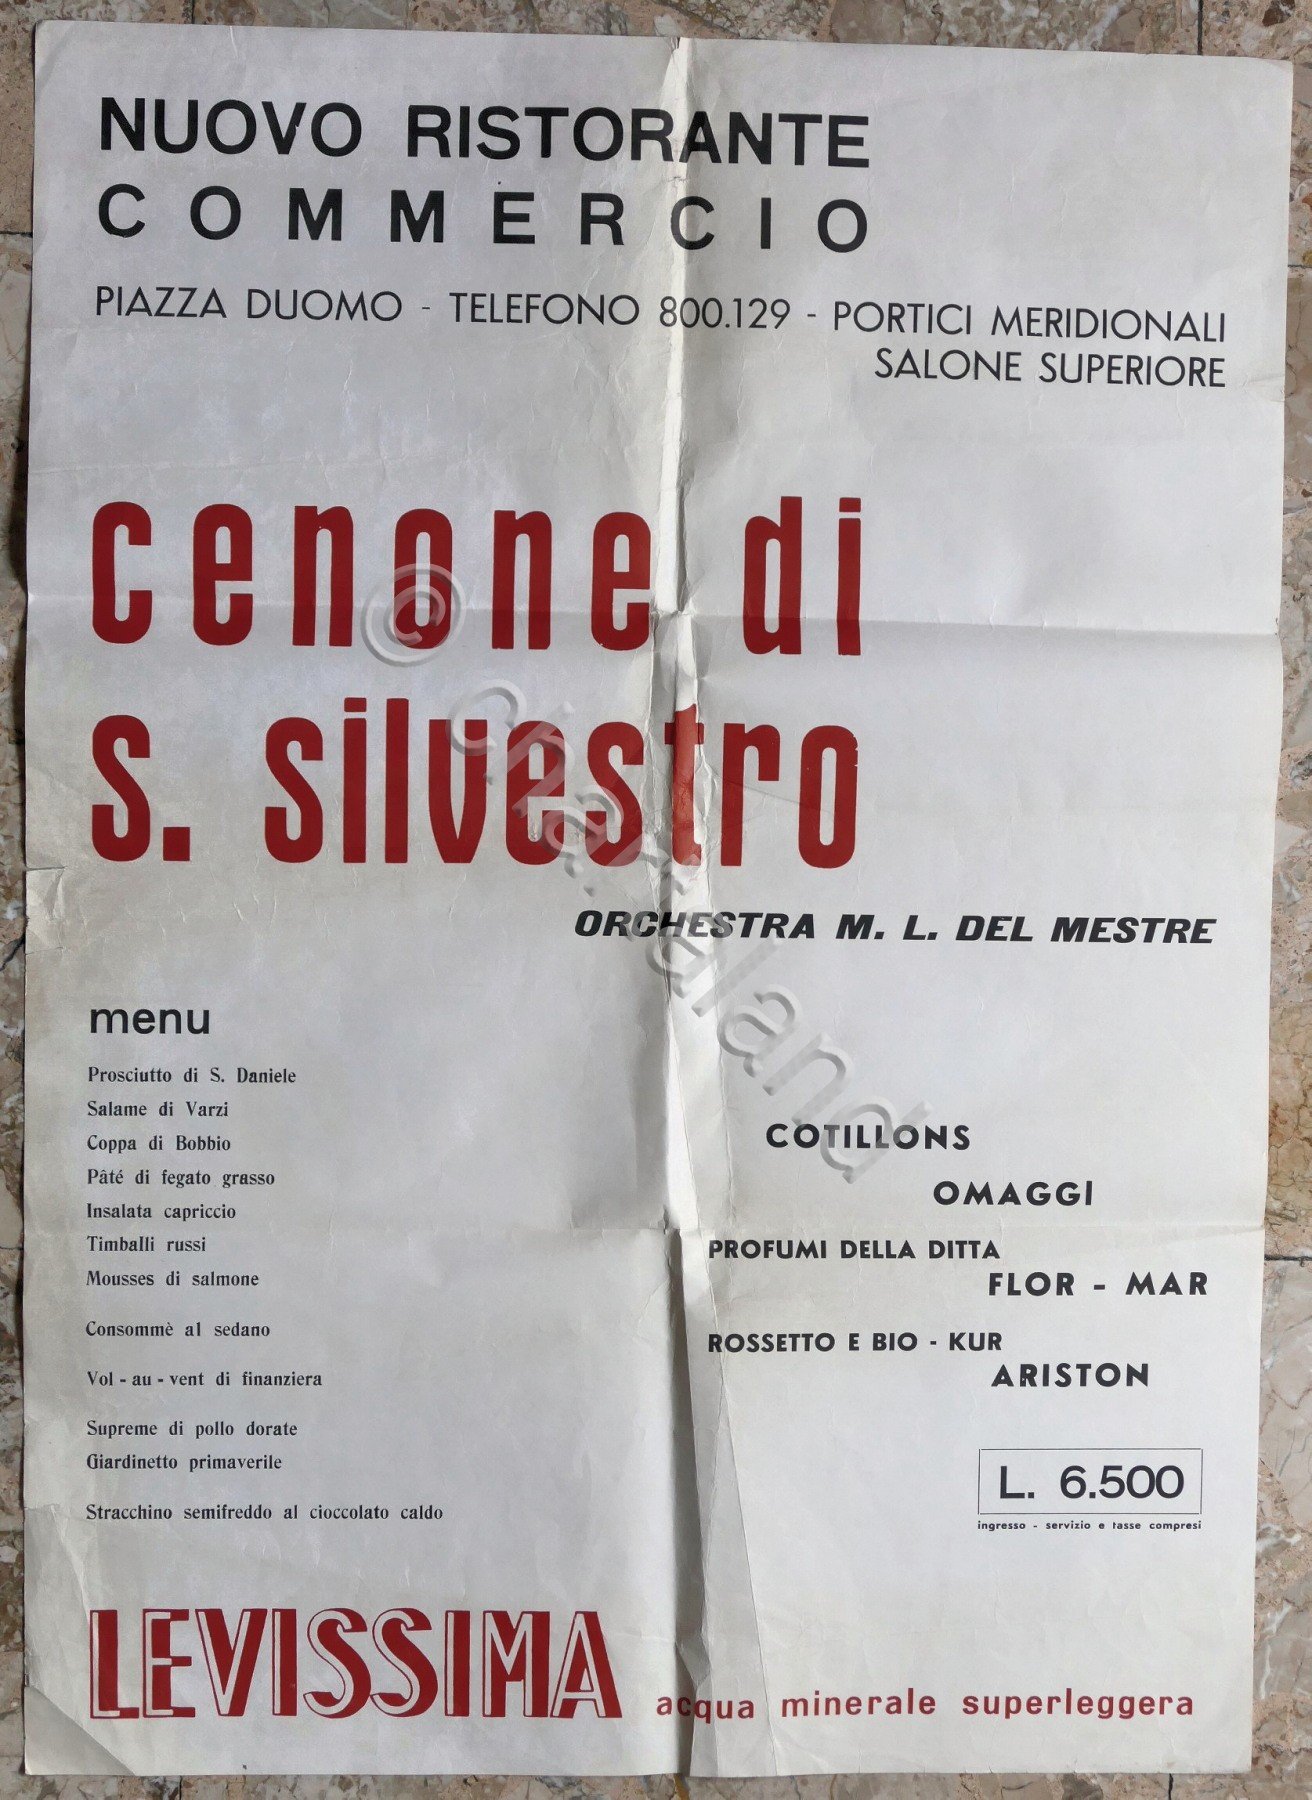 NUOVO RISTORANTE
COMMERCIO
PIAZZA DUOMO - TELEFONO 800.129 - PORTICI MERIDIONALI
SALONE SUPERIORE
cenone di
s. silvestro
ORCHESTRA M. L. DEL MESTRE
menu
Prosciutto di S. Daniele
Salame di Varzi
Coppa di Bobbio
Pâté di fegato grasso
Insalata capriccio
Timballi russi
Mousses di salmone
Consommè al sedano
Vol - au - vent di finanziera
Supreme di pollo dorate
Giardinetto primaverile
Stracchino semifreddo al cioccolato caldo
COTILLONS
OMAGGI
PROFUMI DELLA DITTA
FLOR - MAR
ROSSETTO E BIO - KUR
ARISTON
L. 6.500
ingresso - servizio e tasse compresi
LEVISSIMA acqua minerale superleggera
© chartaland